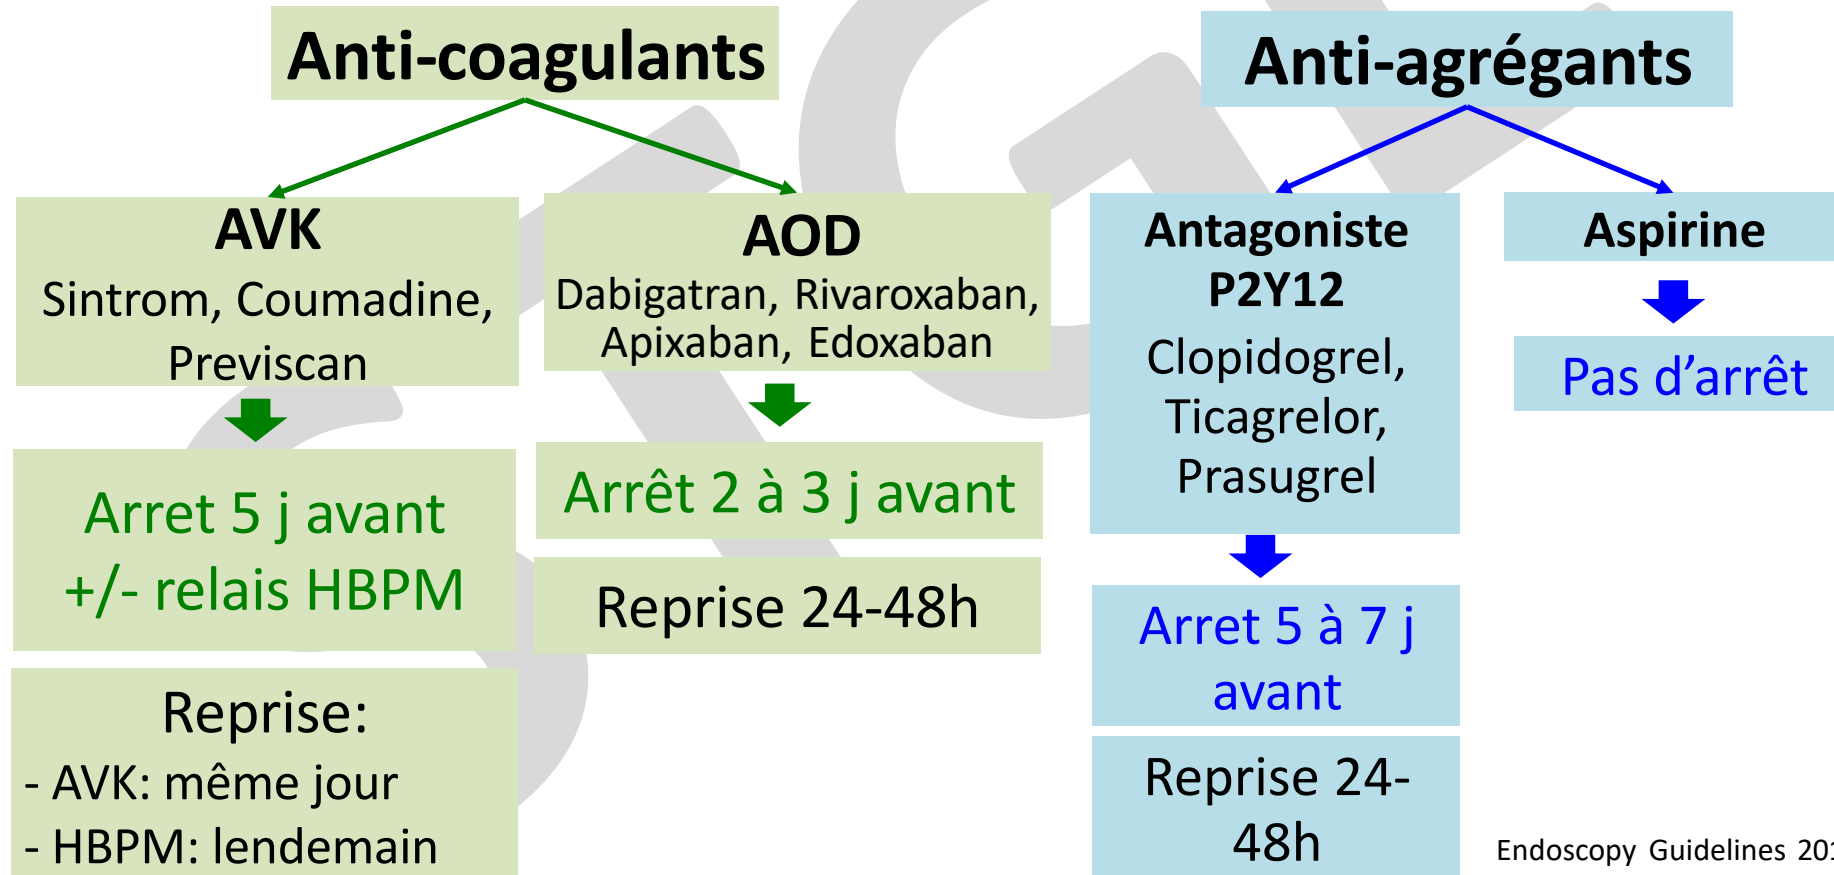 Anti-coagulants
Anti-agrégants
AVK
Sintrom, Coumadine,
Previscan
AOD
Dabigatran, Rivaroxaban,
Apixaban, Edoxaban
Antagoniste
P2Y12
Clopidogrel,
Ticagrelor,
Prasugrel
Aspirine
Pas d’arrêt
Arret 5 j avant
+/- relais HBPM
Arrêt 2 à 3 j avant
Reprise 24-48h
Arret 5 à 7 j
avant
Reprise:
- AVK: même jour
- HBPM: lendemain
Reprise 24-
48h
Endoscopy Guidelines